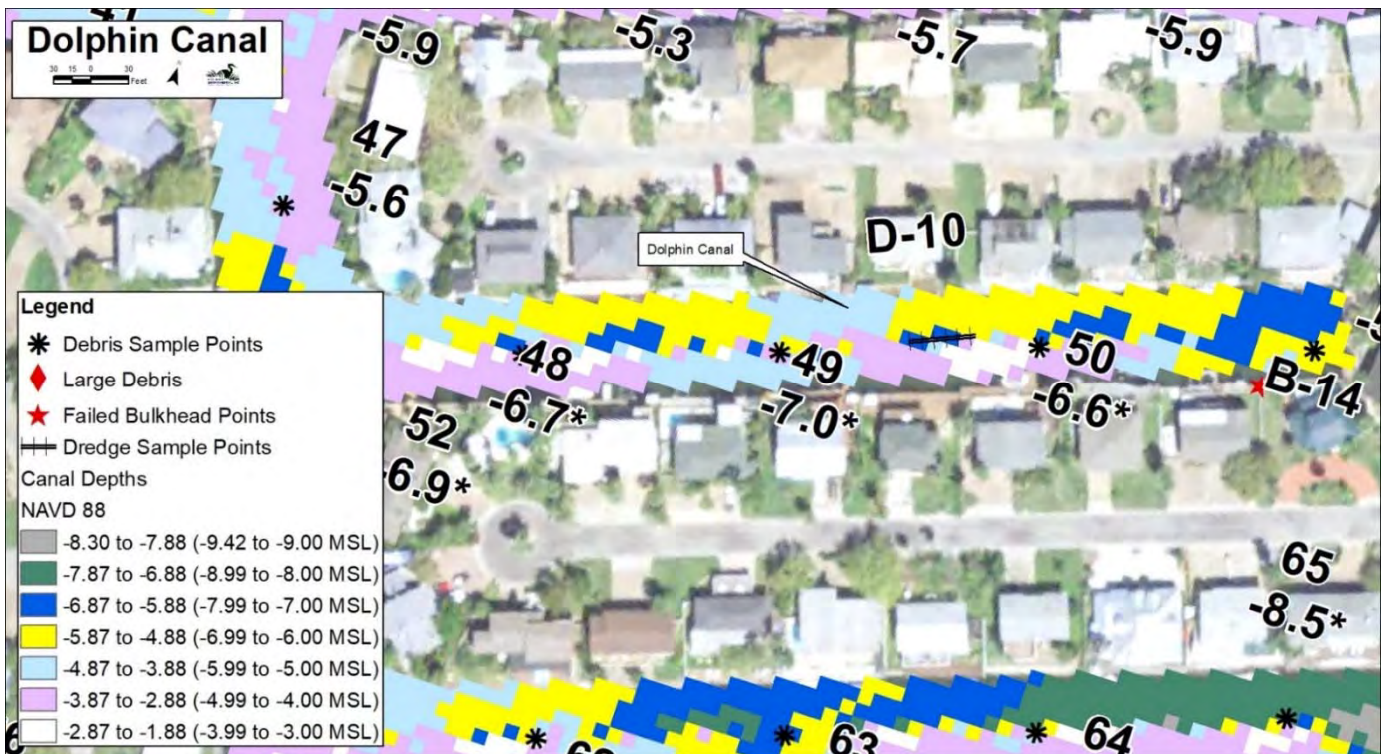 Dolphin Canal
30 15 0 30
Feet
-5.9
-5.3
-5.7
-5.9
47
-5.6
D-10
Dolphin Canal
48
-6.7*
49
-7.0*
50
-6.6*
B-14
52
-6.9*
65
-8.5*
63
64
Legend
Debris Sample Points
Large Debris
Failed Bulkhead Points
Dredge Sample Points
Canal Depths
NAVD 88
-8.30 to -7.88 (-9.42 to -9.00 MSL)
-7.87 to -6.88 (-8.99 to -8.00 MSL)
-6.87 to -5.88 (-7.99 to -7.00 MSL)
-5.87 to -4.88 (-6.99 to -6.00 MSL)
-4.87 to -3.88 (-5.99 to -5.00 MSL)
-3.87 to -2.88 (-4.99 to -4.00 MSL)
-2.87 to -1.88 (-3.99 to -3.00 MSL)